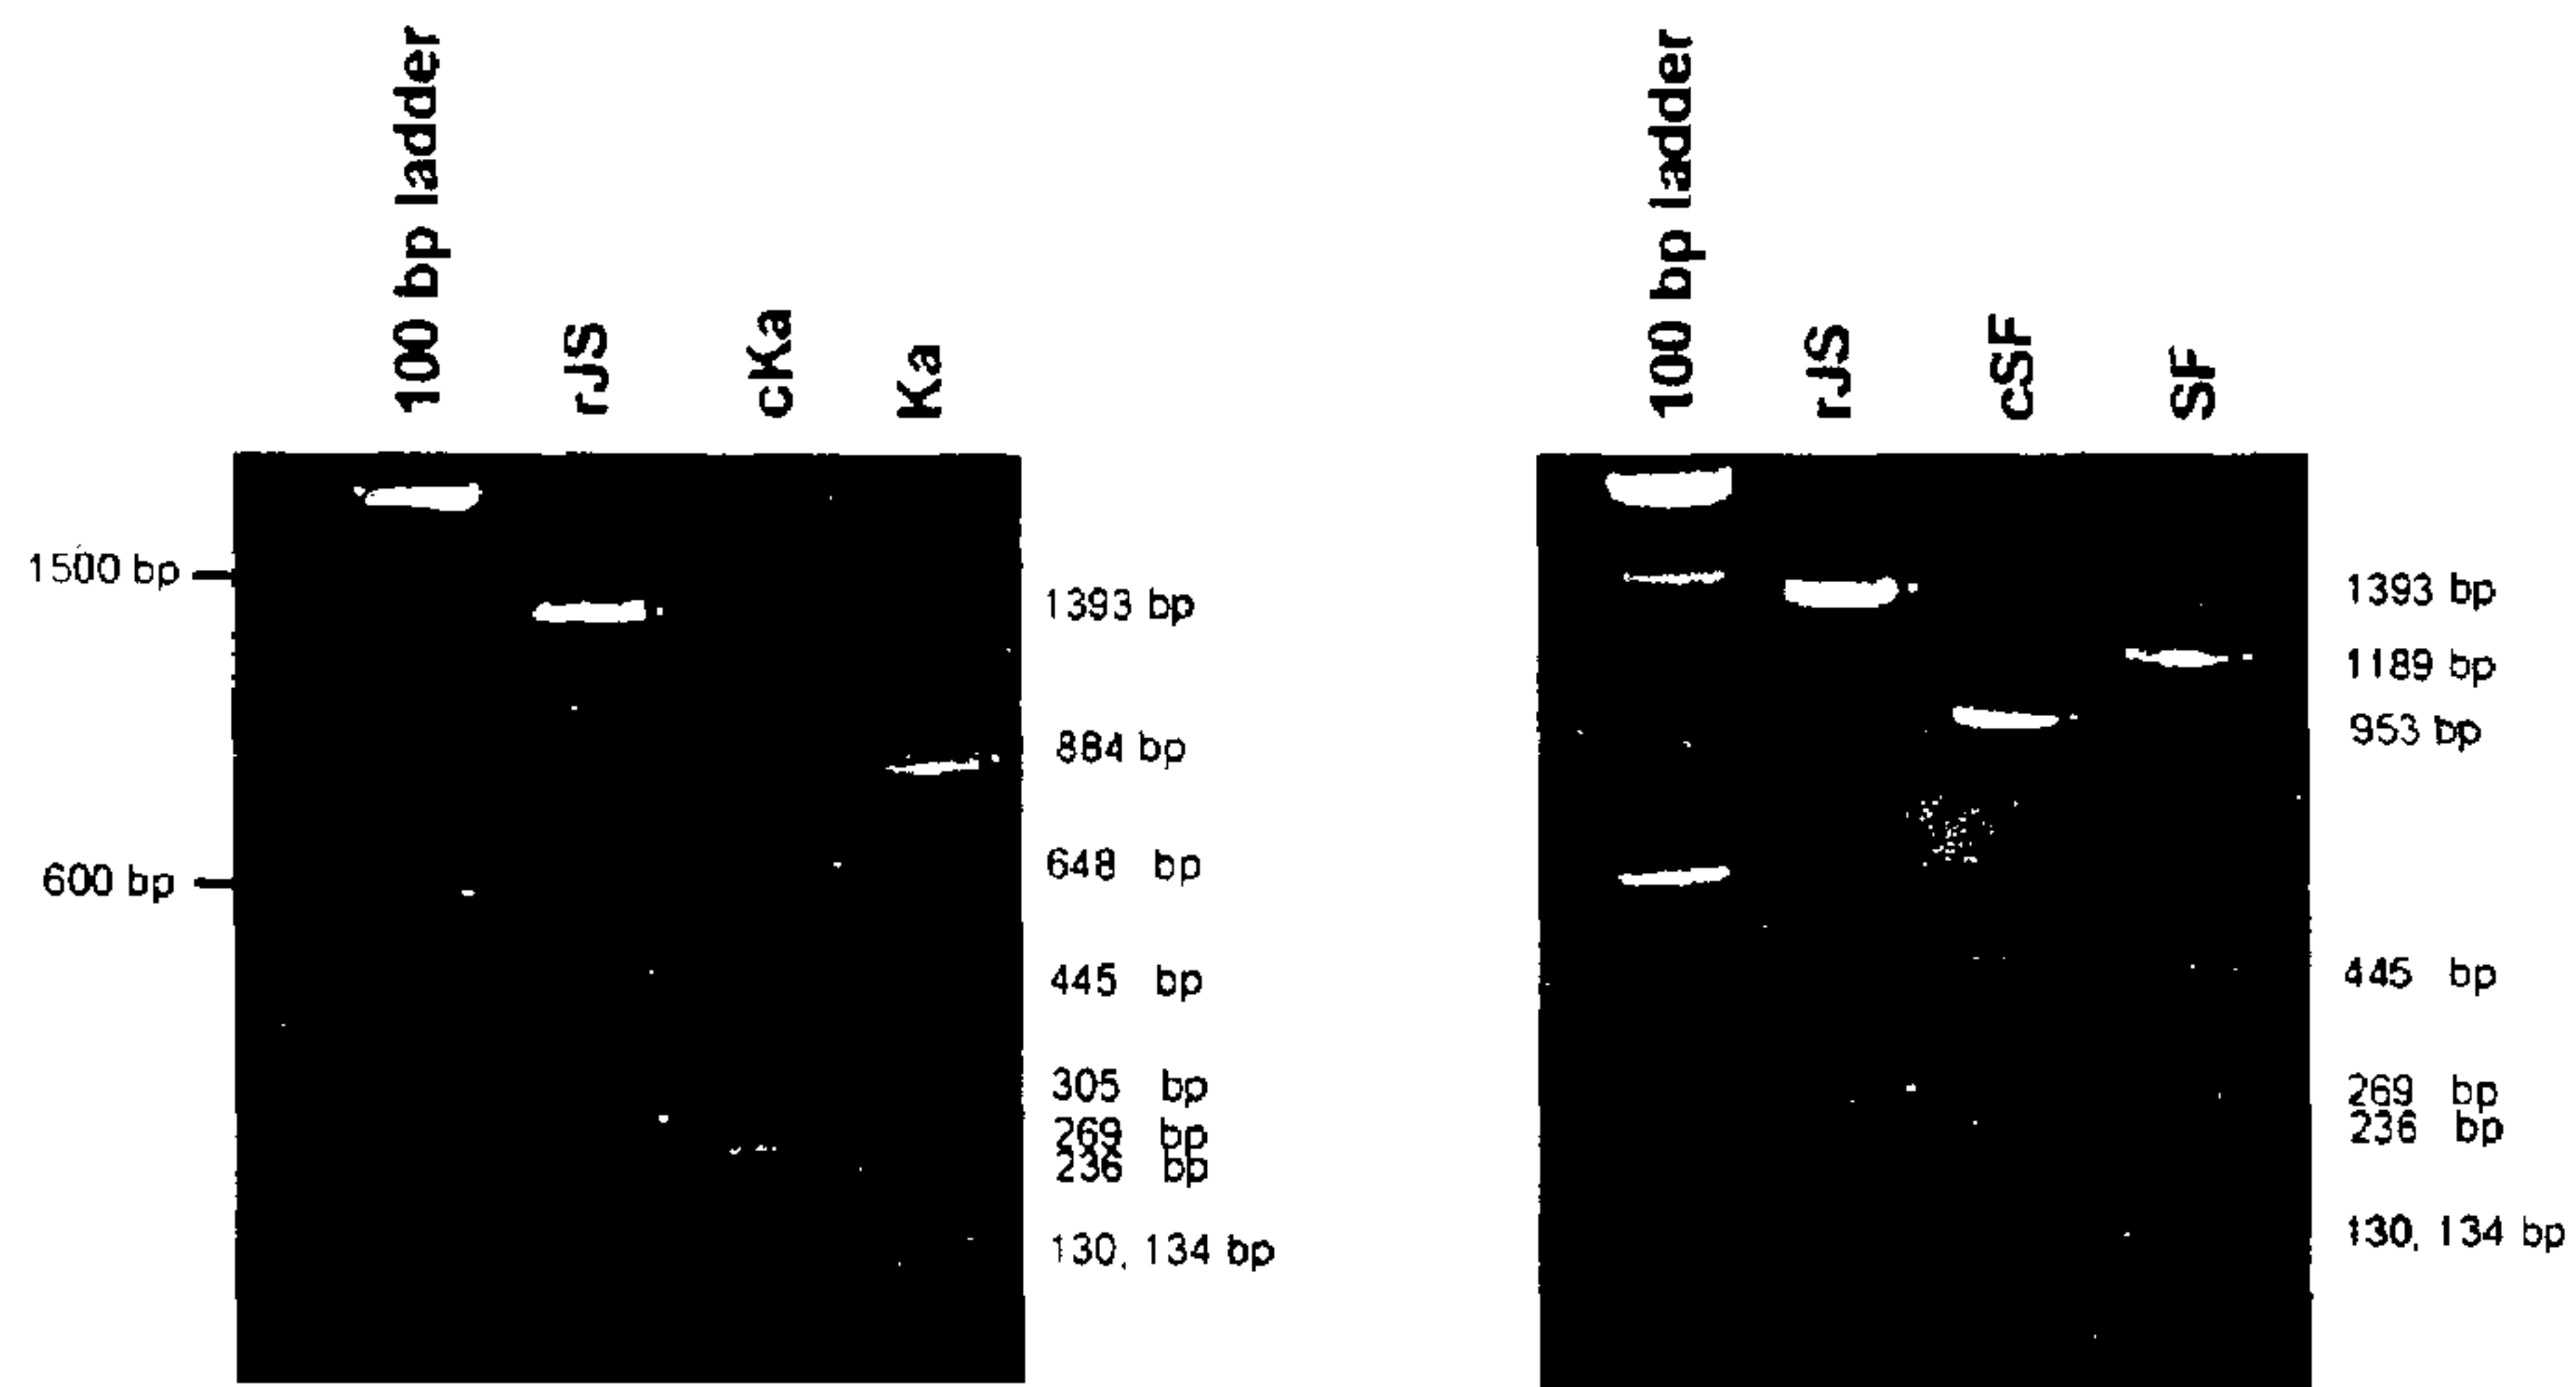 100 bp ladder
rJS
cKa
Ka
1500 bp
600 bp
1393 bp
884 bp
648 bp
445 bp
305 bp
269 bp
236 bp
130, 134 bp
100 bp ladder
rJS
cSF
SF
1393 bp
1189 bp
953 bp
445 bp
269 bp
236 bp
130, 134 bp